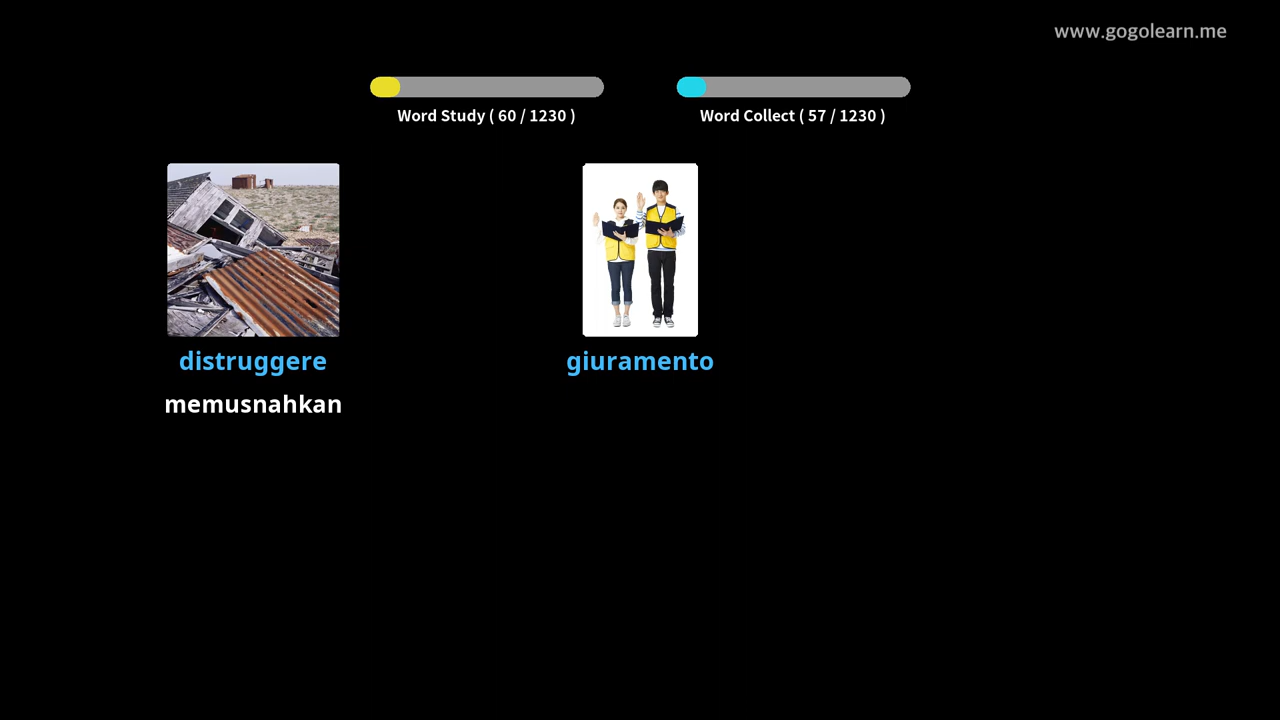 www.gogolearn.me
Word Study ( 60 / 1230 )
Word Collect ( 57 / 1230 )
distruggere
giuramento
memusnahkan